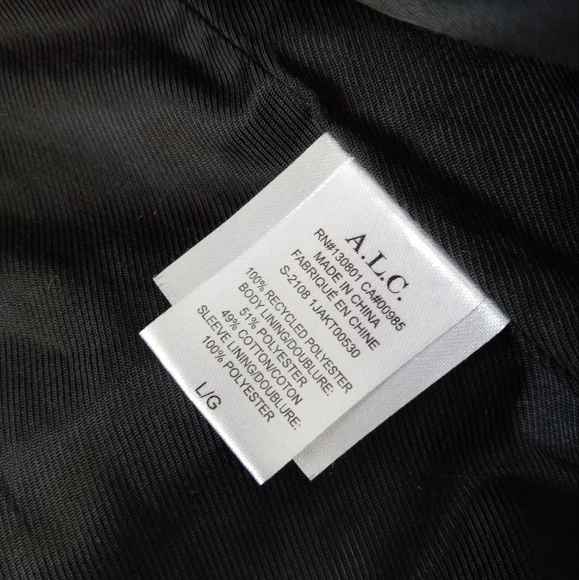 A.L.C.
RN#130801 CA#00985
MADE IN CHINA
FABRIQUÉ EN CHINE
S-2108 1JAKT00530
100% RECYCLED POLYESTER
BODY LINING/DOUBLURE:
51% POLYESTER
49% COTTON/COTON
SLEEVE LINING/DOUBLURE:
100% POLYESTER
L/G